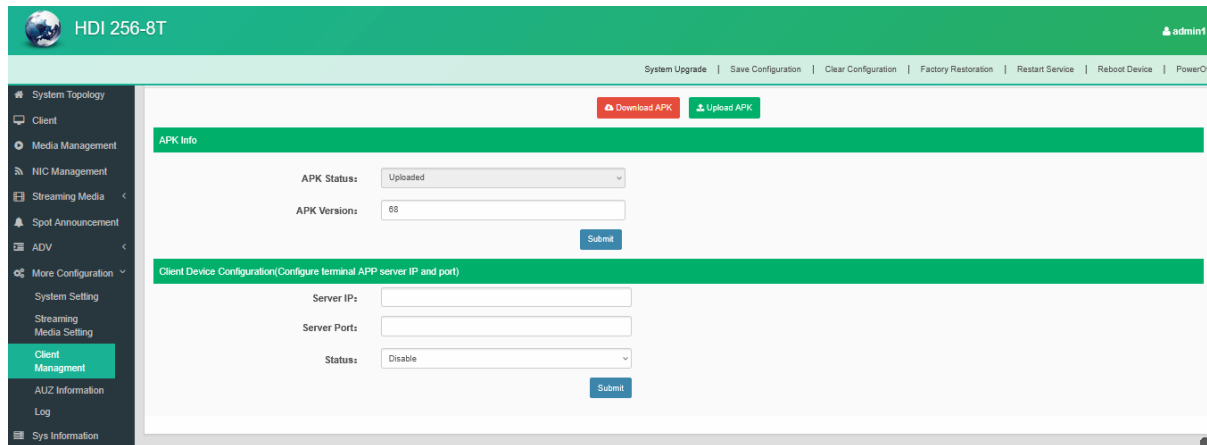 HDI 256-8T
admin1
System Upgrade | Save Configuration | Clear Configuration | Factory Restoration | Restart Service | Reboot Device |
System Topology
Client
Media Management
NIC Management
Streaming Media
Spot Announcement
ADV
More Configuration
System Setting
Streaming
Media Setting
Client
Managment
AUZ Information
Log
Sys Information
Download APK Upload APK
APK Info
APK Status: Uploaded
APK Version: 68
Submit
Client Device Configuration(Configure terminal APP server IP and port)
Server IP:
Server Port:
Status: Disable
Submit